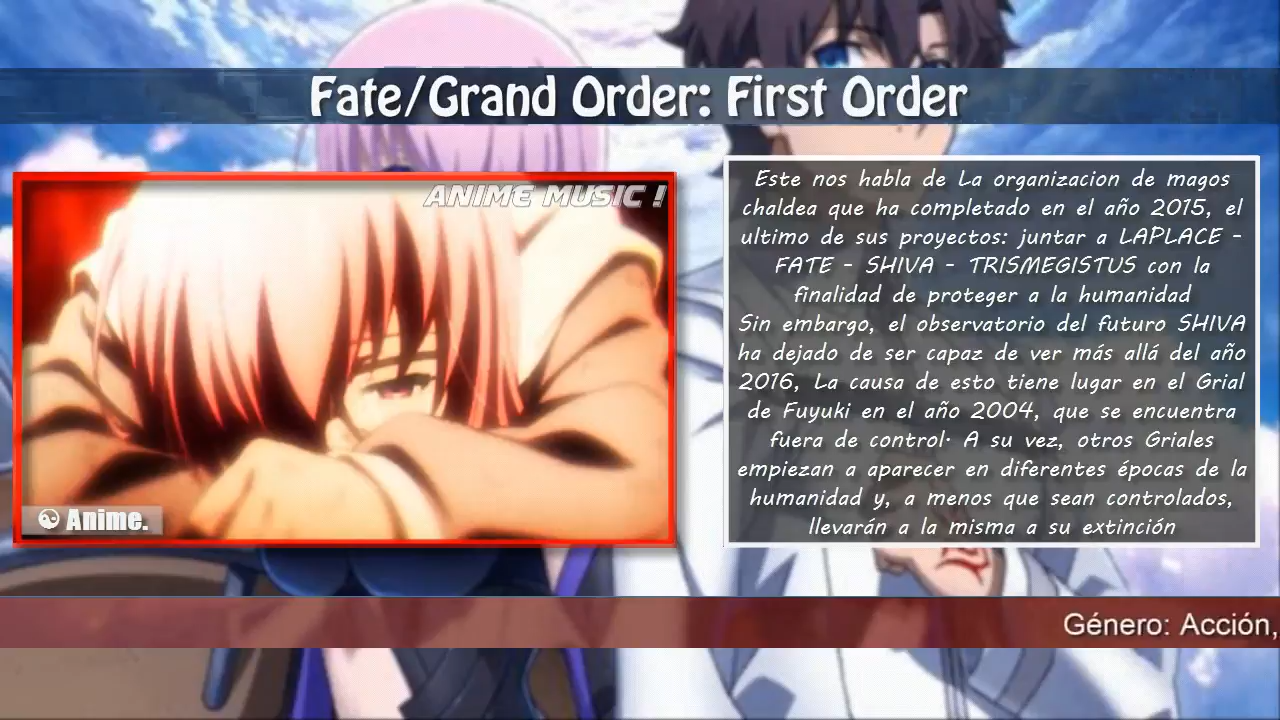 Fate/Grand Order: First Order
ANIME MUSIC !
Anime.
Este nos habla de La organizacion de magos
chaldea que ha completado en el año 2015, el
ultimo de sus proyectos: juntar a LAPLACE -
FATE - SHIVA - TRISMEGISTUS con la
finalidad de proteger a la humanidad
Sin embargo, el observatorio del futuro SHIVA
ha dejado de ser capaz de ver más allá del año
2016, La causa de esto tiene lugar en el Grial
de Fuyuki en el año 2004, que se encuentra
fuera de control. A su vez, otros Griales
empiezan a aparecer en diferentes épocas de la
humanidad y, a menos que sean controlados,
llevarán a la misma a su extinción
Género: Acción,